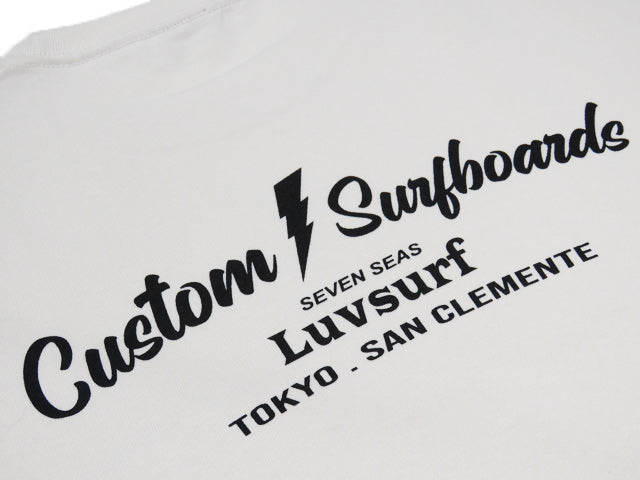 Custom Surfboards
SEVEN SEAS
Luvsurf
TOKYO . SAN CLEMENTE